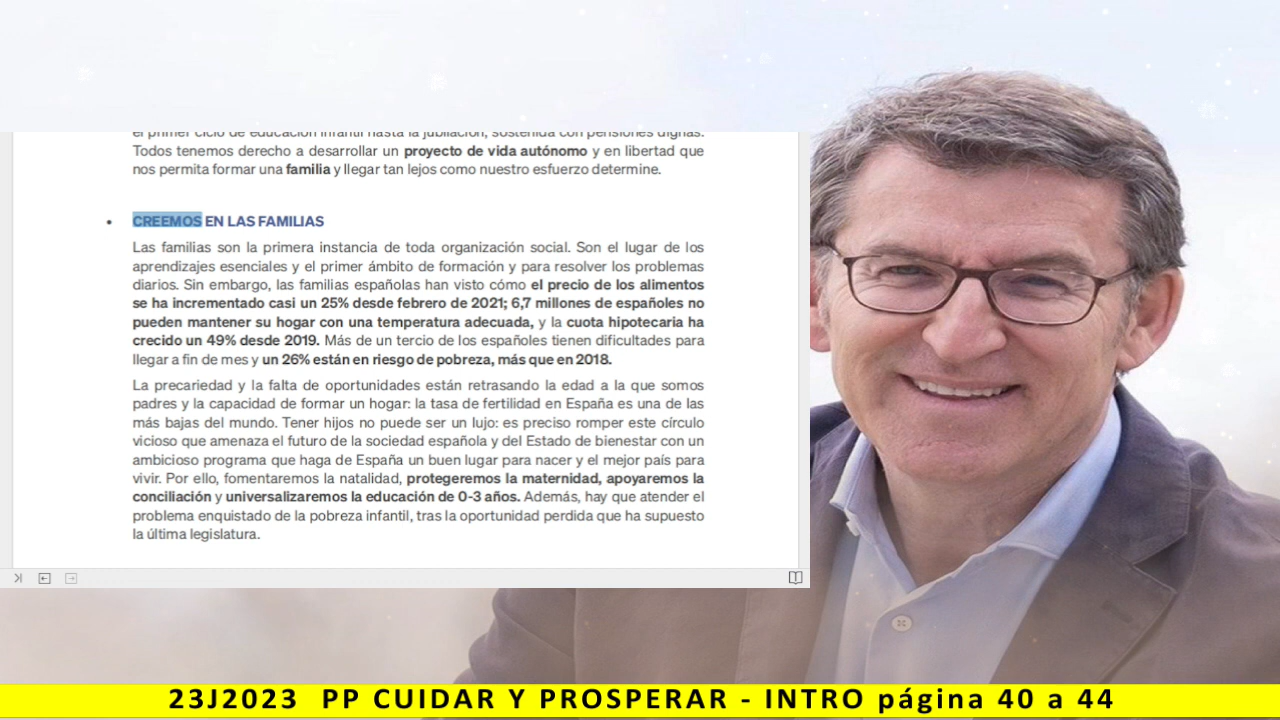 el primer ciclo de educación infantil hasta la jubilación, sostenida con pensiones dignas.
Todos tenemos derecho a desarrollar un proyecto de vida autónomo y en libertad que
nos permita formar una familia y llegar tan lejos como nuestro esfuerzo determine.
• CREEMOS EN LAS FAMILIAS
Las familias son la primera instancia de toda organización social. Son el lugar de los
aprendizajes esenciales y el primer ámbito de formación y para resolver los problemas
diarios. Sin embargo, las familias españolas han visto cómo el precio de los alimentos
se ha incrementado casi un 25% desde febrero de 2021; 6,7 millones de españoles no
pueden mantener su hogar con una temperatura adecuada, y la cuota hipotecaria ha
crecido un 49% desde 2019. Más de un tercio de los españoles tienen dificultades para
llegar a fin de mes y un 26% están en riesgo de pobreza, más que en 2018.
La precariedad y la falta de oportunidades están retrasando la edad a la que somos
padres y la capacidad de formar un hogar: la tasa de fertilidad en España es una de las
más bajas del mundo. Tener hijos no puede ser un lujo: es preciso romper este círculo
vicioso que amenaza el futuro de la sociedad española y del Estado de bienestar con un
ambicioso programa que haga de España un buen lugar para nacer y el mejor país para
vivir. Por ello, fomentaremos la natalidad, protegeremos la maternidad, apoyaremos la
conciliación y universalizaremos la educación de 0-3 años. Además, hay que atender el
problema enquistado de la pobreza infantil, tras la oportunidad perdida que ha supuesto
la última legislatura.
23J2023 PP CUIDAR Y PROSPERAR - INTRO página 40 a 44